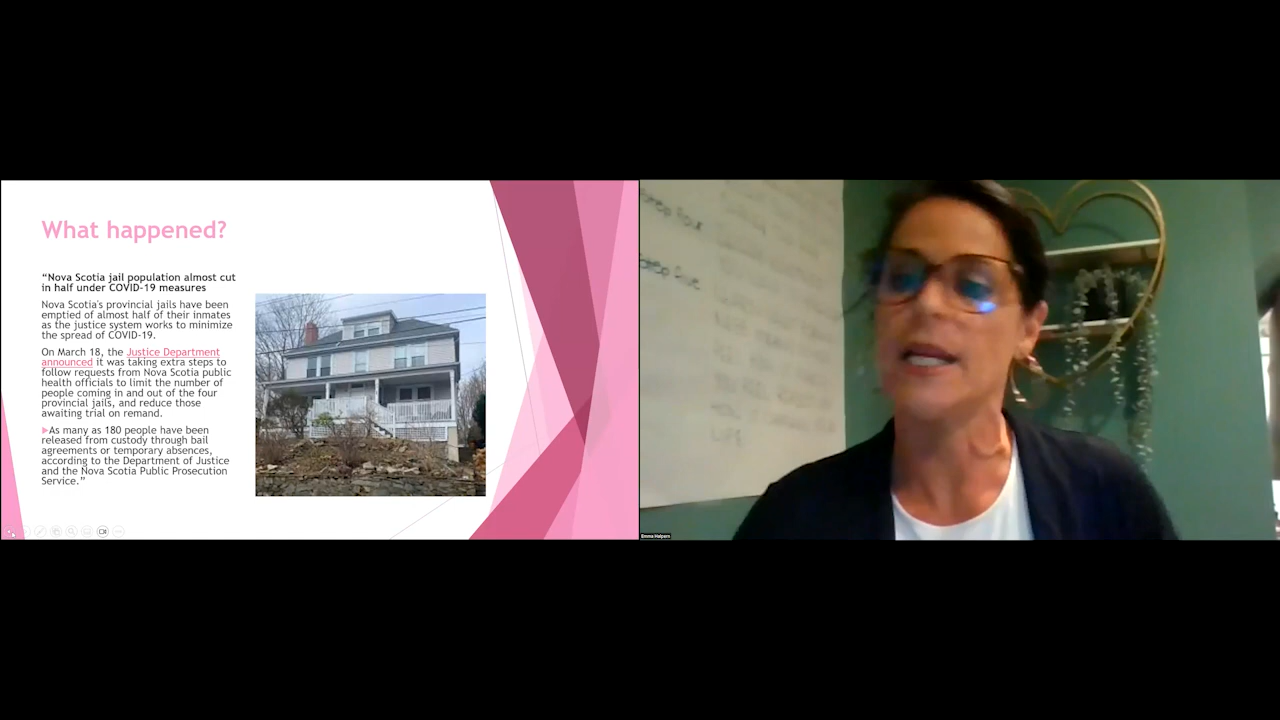 What happened?
“Nova Scotia jail population almost cut
in half under COVID-19 measures
Nova Scotia's provincial jails have been
emptied of almost half of their inmates
as the justice system works to minimize
the spread of COVID-19.
On March 18, the Justice Department
announced it was taking extra steps to
follow requests from Nova Scotia public
health officials to limit the number of
people coming in and out of the four
provincial jails, and reduce those
awaiting trial on remand.
As many as 180 people have been
released from custody through bail
agreements or temporary absences,
according to the Department of Justice
and the Nova Scotia Public Prosecution
Service.”
Emma Halpern